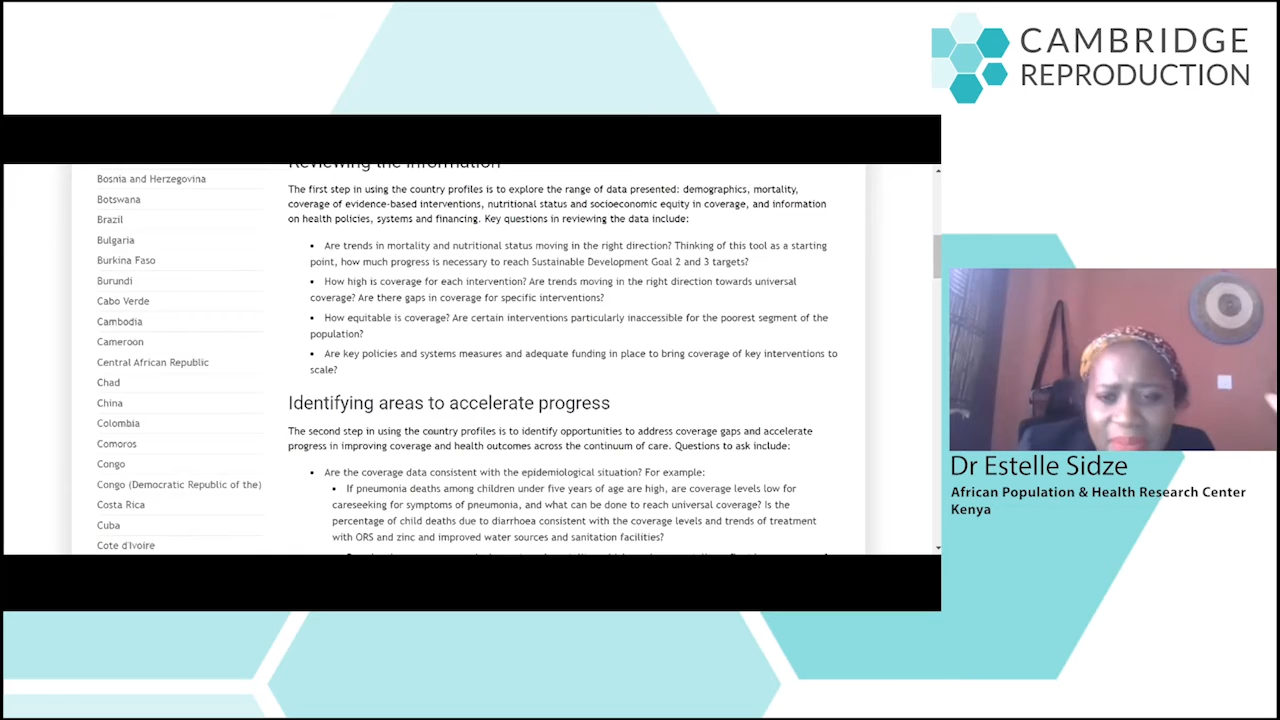 CAMBRIDGE
REPRODUCTION
Bosnia and Herzegovina
Botswana
Brazil
Bulgaria
Burkina Faso
Burundi
Cabo Verde
Cambodia
Cameroon
Central African Republic
Chad
China
Colombia
Comoros
Congo
Congo (Democratic Republic of the)
Costa Rica
Cuba
Cote d'Ivoire
Reviewing the information
The first step in using the country profiles is to explore the range of data presented: demographics, mortality,
coverage of evidence-based interventions, nutritional status and socioeconomic equity in coverage, and information
on health policies, systems and financing. Key questions in reviewing the data include:
• Are trends in mortality and nutritional status moving in the right direction? Thinking of this tool as a starting
point, how much progress is necessary to reach Sustainable Development Goal 2 and 3 targets?
• How high is coverage for each intervention? Are trends moving in the right direction towards universal
coverage? Are there gaps in coverage for specific interventions?
• How equitable is coverage? Are certain interventions particularly inaccessible for the poorest segment of the
population?
• Are key policies and systems measures and adequate funding in place to bring coverage of key interventions to
scale?
Identifying areas to accelerate progress
The second step in using the country profiles is to identify opportunities to address coverage gaps and accelerate
progress in improving coverage and health outcomes across the continuum of care. Questions to ask include:
• Are the coverage data consistent with the epidemiological situation? For example:
• If pneumonia deaths among children under five years of age are high, are coverage levels low for
careseeking for symptoms of pneumonia, and what can be done to reach universal coverage? Is the
percentage of child deaths due to diarrhoea consistent with the coverage levels and trends of treatment
with ORS and zinc and improved water sources and sanitation facilities?
Dr Estelle Sidze
African Population & Health Research Center
Kenya